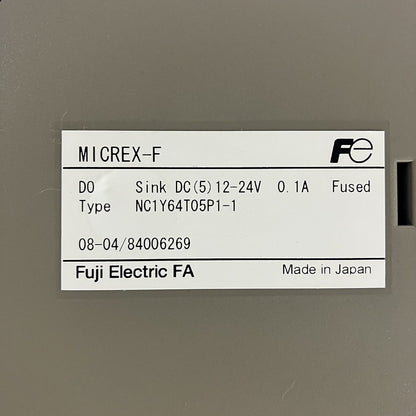 MICREX-F Fe
DO Sink DC(5)12-24V 0.1A Fused
Type NC1Y64T05P1-1
08-04/84006269
Fuji Electric FA Made in Japan